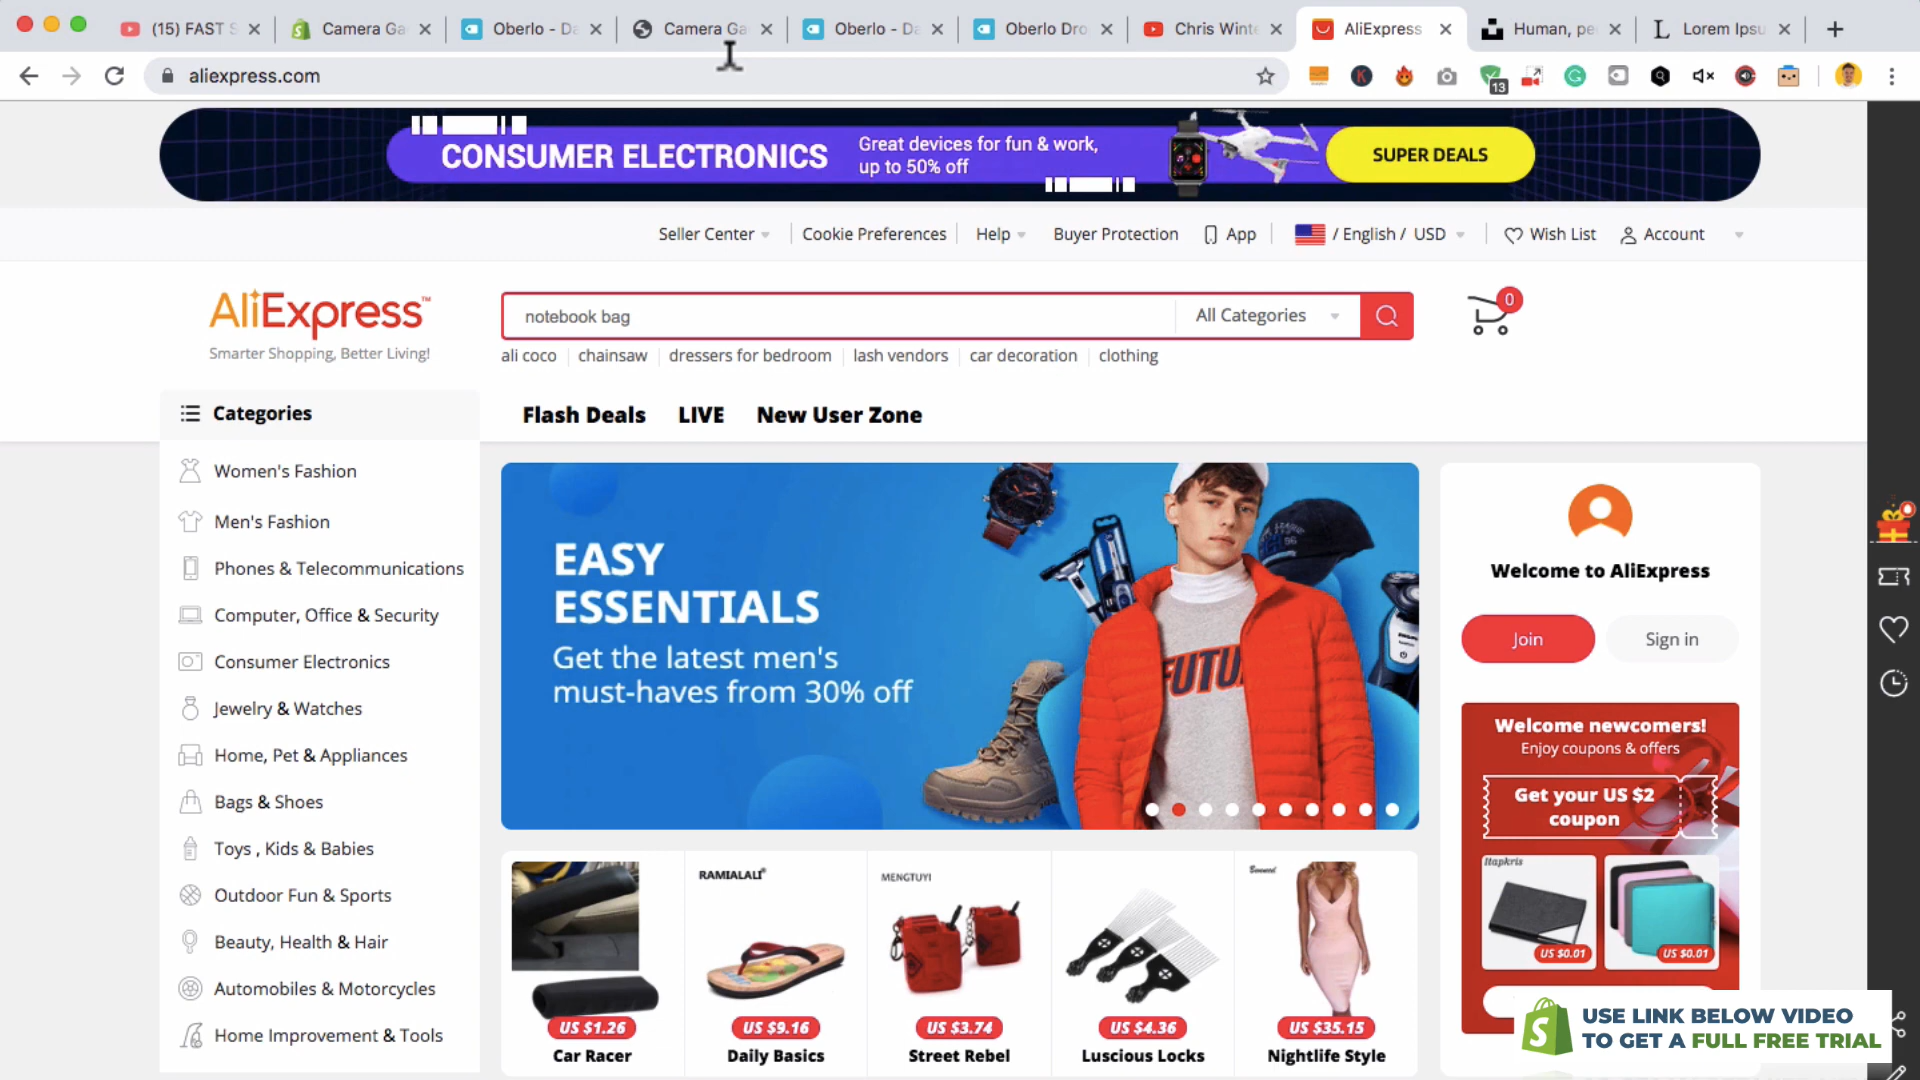 (15) FAST S
Camera Ga
Oberlo - Da
Camera Ga
Oberlo - Da
Oberlo Dro
Chris Winte
AliExpress
Human, pe
Lorem Ipsu
aliexpress.com
13
CONSUMER ELECTRONICS
Great devices for fun & work,
up to 50% off
SUPER DEALS
Seller Center
Cookie Preferences
Help
Buyer Protection
App
/ English / USD
Wish List
Account
AliExpress™
Smarter Shopping, Better Living!
notebook bag
All Categories
0
ali coco
chainsaw
dressers for bedroom
lash vendors
car decoration
clothing
Categories
Flash Deals
LIVE
New User Zone
Women's Fashion
Men's Fashion
Phones & Telecommunications
Computer, Office & Security
Consumer Electronics
Jewelry & Watches
Home, Pet & Appliances
Bags & Shoes
Toys , Kids & Babies
Outdoor Fun & Sports
Beauty, Health & Hair
Automobiles & Motorcycles
Home Improvement & Tools
EASY
ESSENTIALS
Get the latest men's
must-haves from 30% off
FUTU
Welcome to AliExpress
Join
Sign in
Welcome newcomers!
Enjoy coupons & offers
Get your US $2
coupon
Itapkris
US $0.01
US $0.01
RAMIALALI
MENGTUYI
US $1.26
Car Racer
US $9.16
Daily Basics
US $3.74
Street Rebel
US $4.36
Luscious Locks
US $35.15
Nightlife Style
USE LINK BELOW VIDEO
TO GET A FULL FREE TRIAL